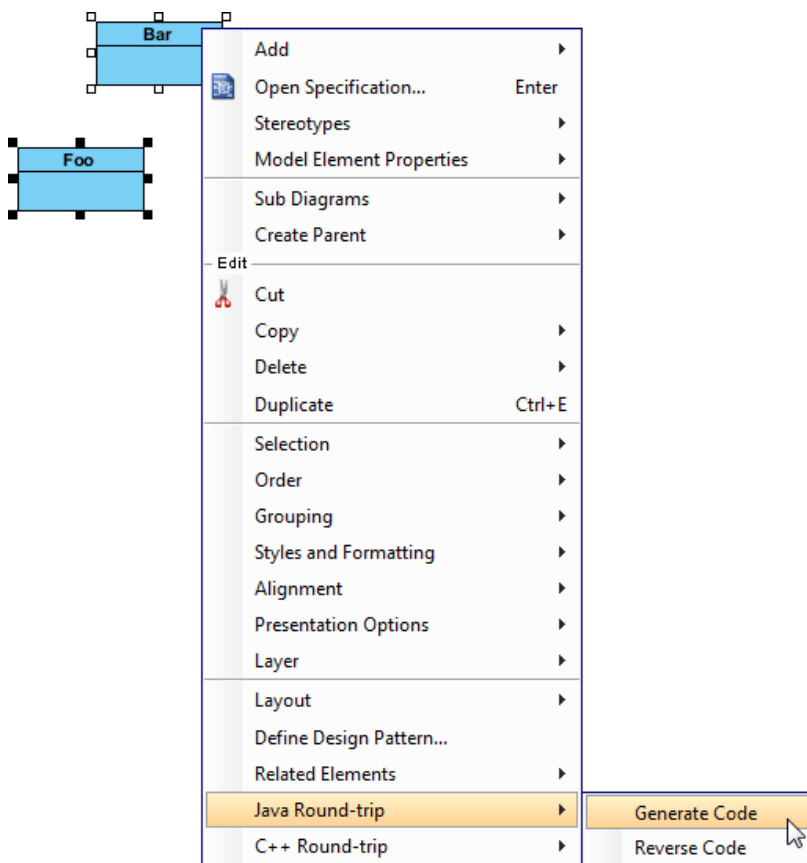 Bar
Foo
Add
Open Specification... Enter
Stereotypes
Model Element Properties
Sub Diagrams
Create Parent
Edit
Cut
Copy
Delete
Duplicate Ctrl+E
Selection
Order
Grouping
Styles and Formatting
Alignment
Presentation Options
Layer
Layout
Define Design Pattern...
Related Elements
Java Round-trip
Generate Code
C++ Round-trip
Reverse Code